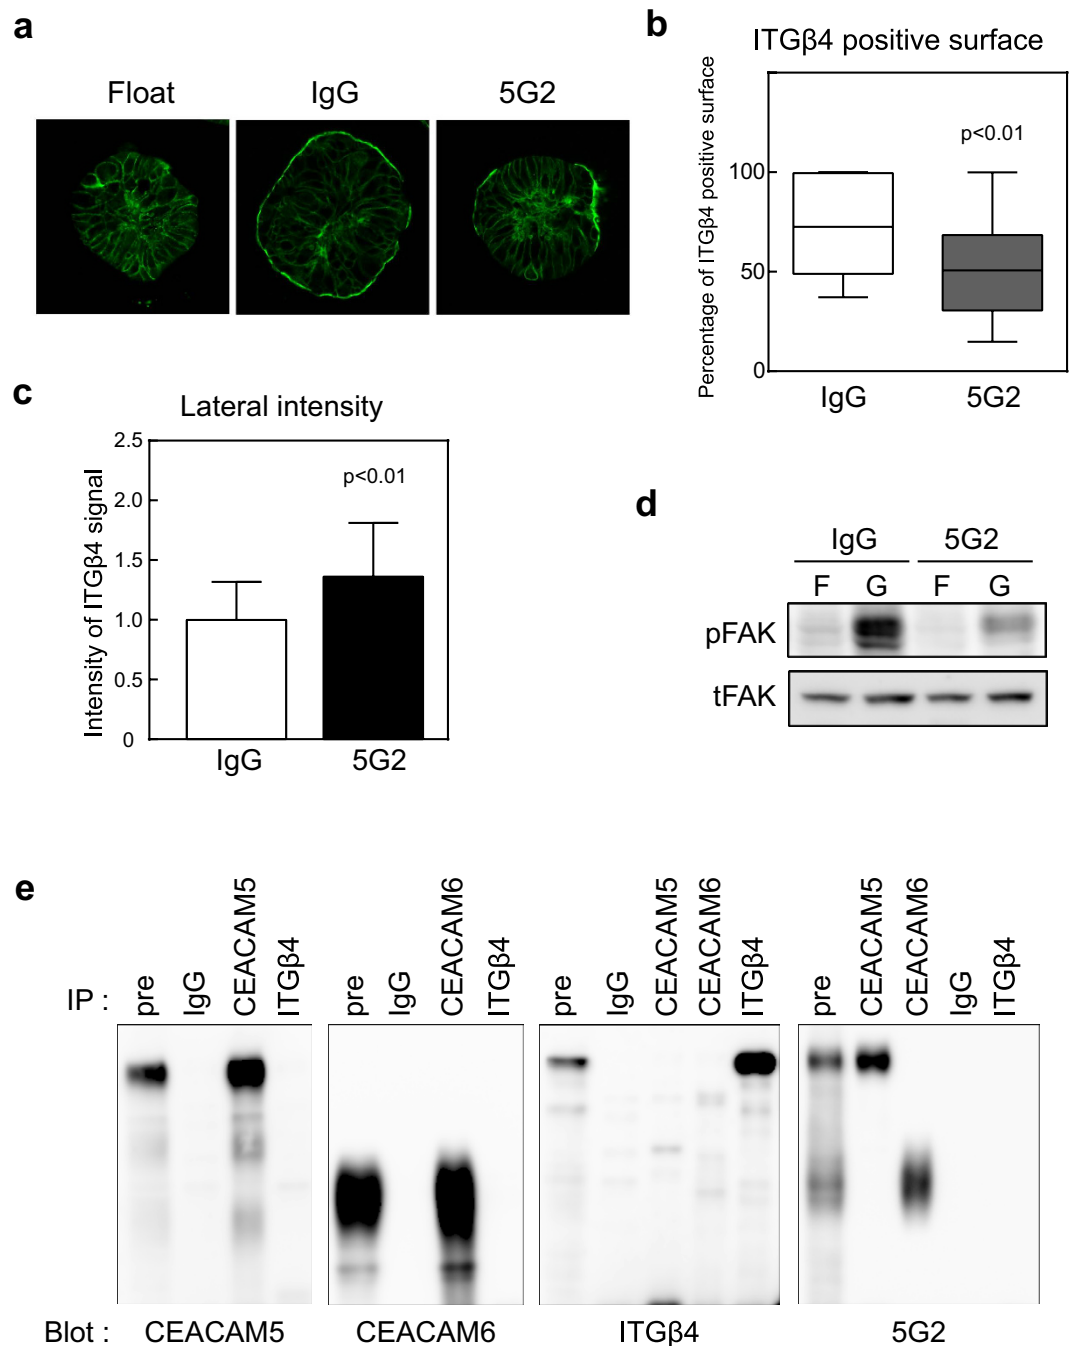 a
Float IgG 5G2
b
ITGβ4 positive surface
Percentage of ITGβ4 positive surface
p<0.01
100
50
0
IgG 5G2
c
Lateral intensity
Intensity of ITGβ4 signal
2.5
p<0.01
2.0
1.5
1.0
0.5
0
IgG 5G2
d
IgG 5G2
F G F G
pFAK
tFAK
e
IP : pre IgG CEACAM5 ITGβ4 pre IgG CEACAM6 ITGβ4 pre IgG CEACAM5 CEACAM6 ITGβ4 pre CEACAM5 CEACAM6 IgG ITGβ4
Blot : CEACAM5 CEACAM6 ITGβ4 5G2